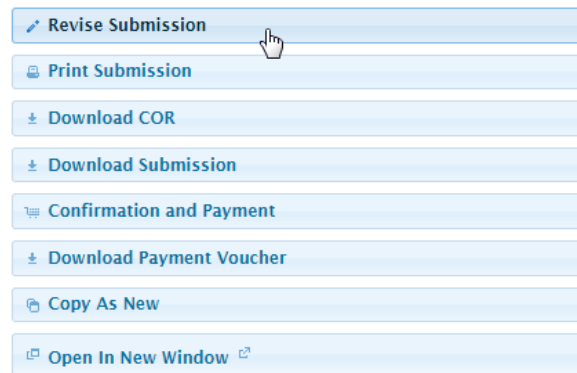 Revise Submission
Print Submission
Download COR
Download Submission
Confirmation and Payment
Download Payment Voucher
Copy As New
Open In New Window